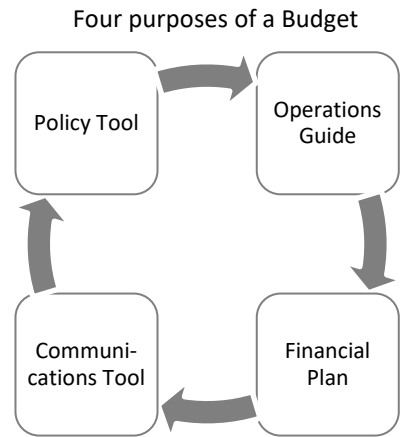 Four purposes of a Budget
Policy Tool
Operations
Guide
Communi-
cations Tool
Financial
Plan